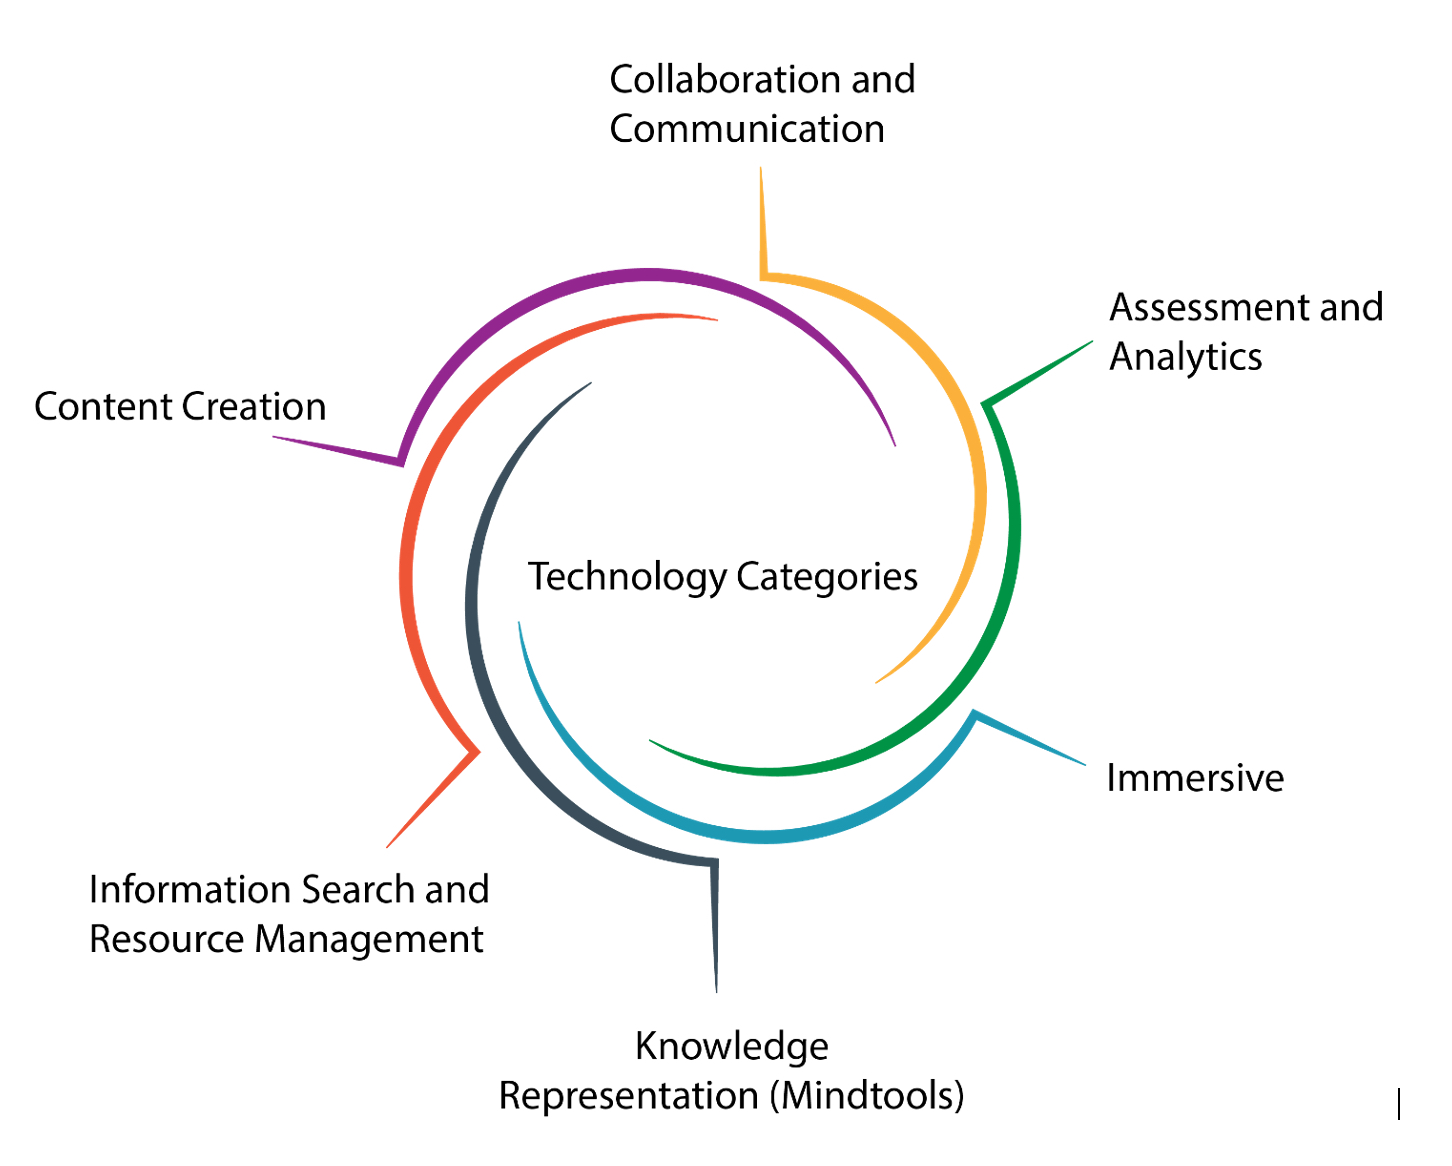 Collaboration and
Communication
Assessment and
Analytics
Content Creation
Technology Categories
Immersive
Information Search and
Resource Management
Knowledge
Representation (Mindtools)